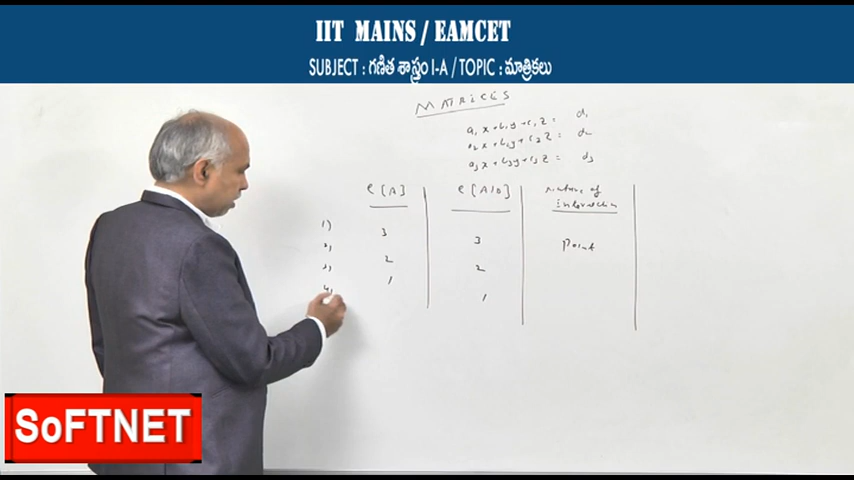 IIT MAINS / EAMCET
SUBJECT : గణిత శాస్త్రం I-A / TOPIC : మాత్రికలు
MATRICES
a₁x+b₁y+c₁z = d₁
a₂x+b₂y+c₂z = d₂
a₃x+b₃y+c₃z = d₃
ρ[A] ρ[A/D] nature of
Intersection
1) 3 3 Point
2) 2 2
3) 1 1
4)
SoFTNET